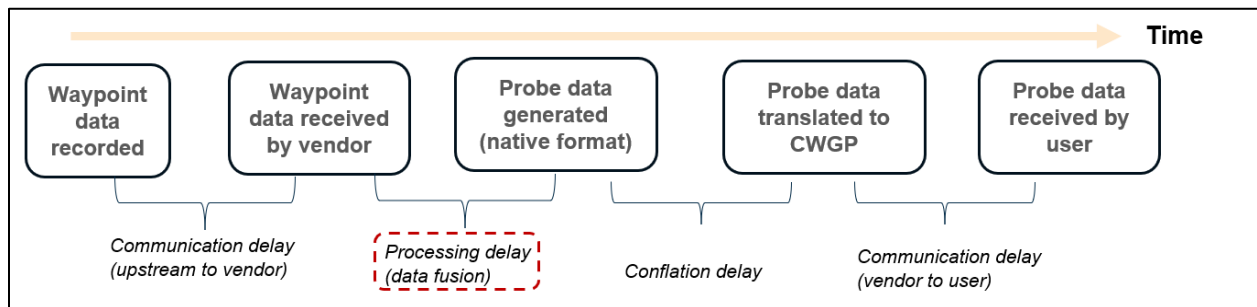 Time
Waypoint
data
recorded
Waypoint
data received
by vendor
Probe data
generated
(native format)
Probe data
translated to
CWGP
Probe data
received by
user
Communication delay
(upstream to vendor)
Processing delay
(data fusion)
Conflation delay
Communication delay
(vendor to user)